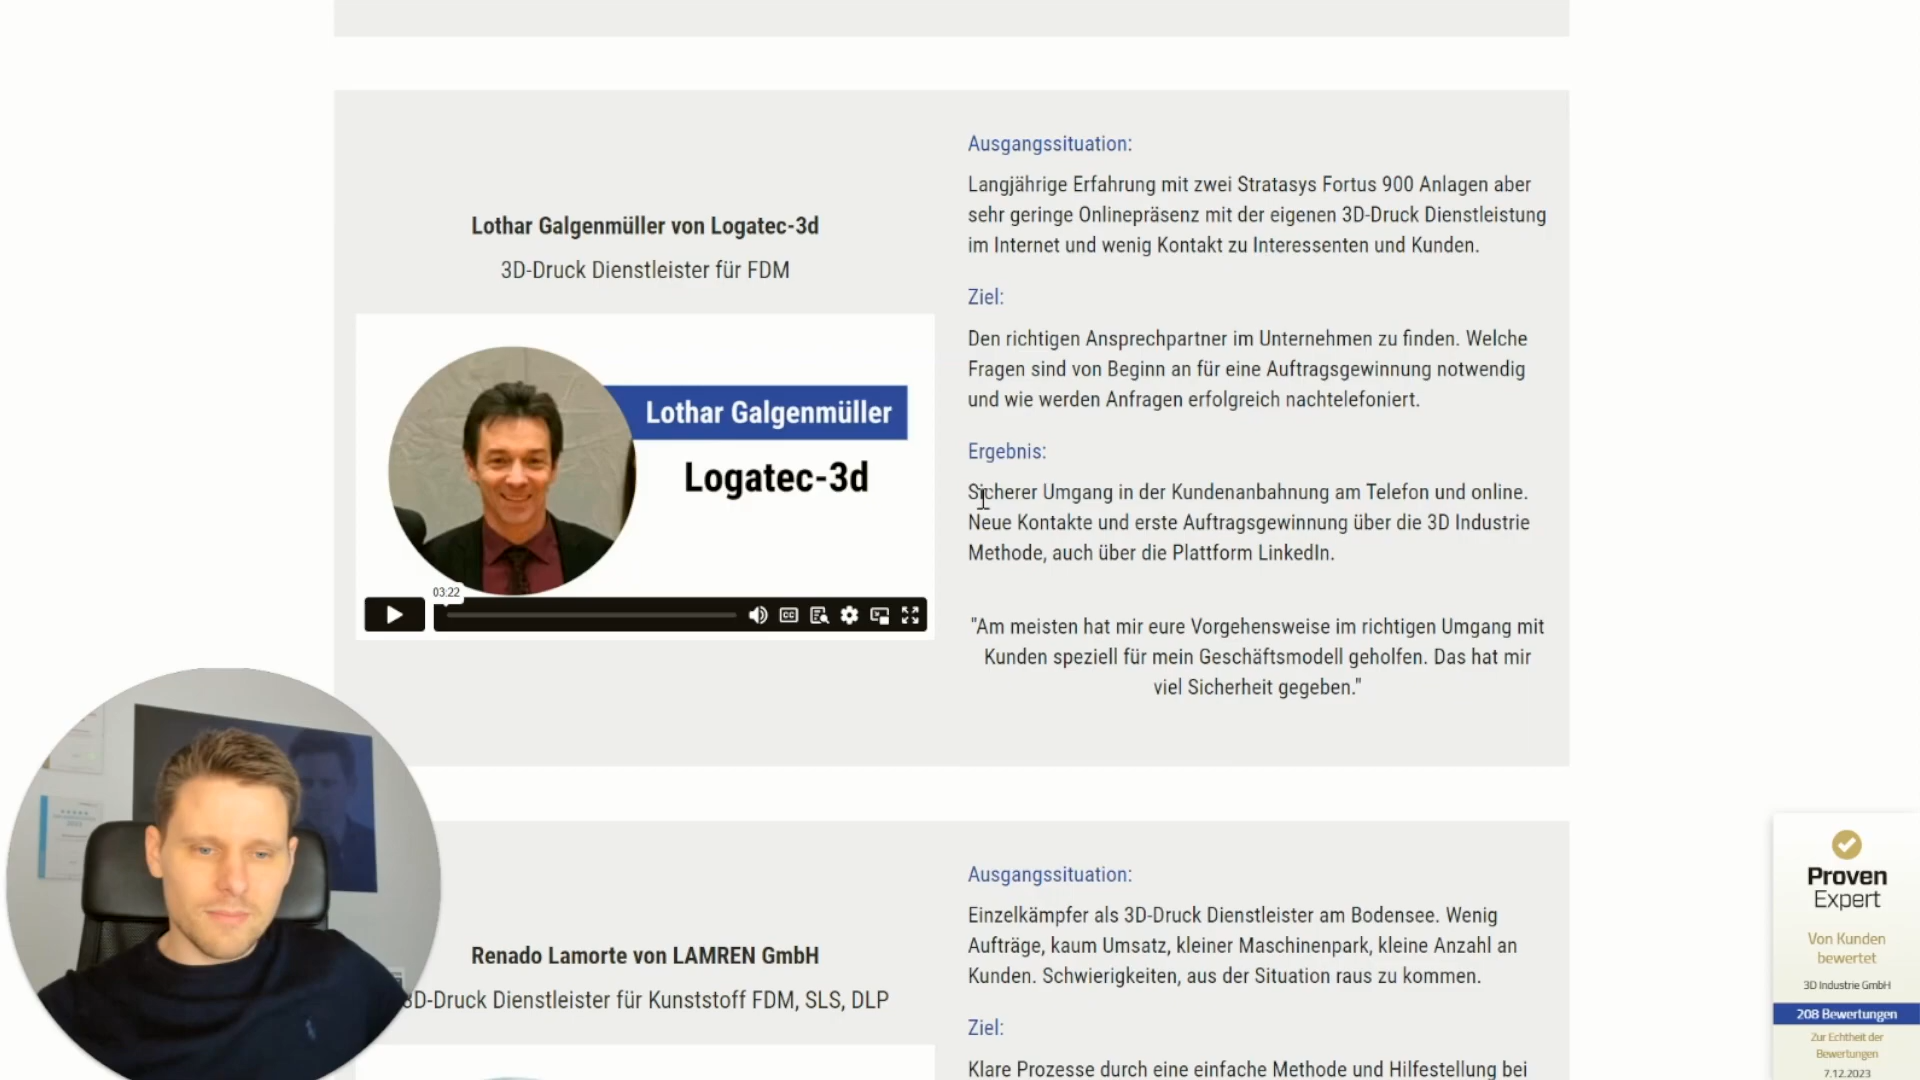 Lothar Galgenmüller von Logatec-3d
3D-Druck Dienstleister für FDM
Lothar Galgenmüller
Logatec-3d
03:22
CC
Ausgangssituation:
Langjährige Erfahrung mit zwei Stratasys Fortus 900 Anlagen aber
sehr geringe Onlinepräsenz mit der eigenen 3D-Druck Dienstleistung
im Internet und wenig Kontakt zu Interessenten und Kunden.
Ziel:
Den richtigen Ansprechpartner im Unternehmen zu finden. Welche
Fragen sind von Beginn an für eine Auftragsgewinnung notwendig
und wie werden Anfragen erfolgreich nachtelefoniert.
Ergebnis:
Sicherer Umgang in der Kundenanbahnung am Telefon und online.
Neue Kontakte und erste Auftragsgewinnung über die 3D Industrie
Methode, auch über die Plattform LinkedIn.
"Am meisten hat mir eure Vorgehensweise im richtigen Umgang mit
Kunden speziell für mein Geschäftsmodell geholfen. Das hat mir
viel Sicherheit gegeben."
Renado Lamorte von LAMREN GmbH
3D-Druck Dienstleister für Kunststoff FDM, SLS, DLP
Ausgangssituation:
Einzelkämpfer als 3D-Druck Dienstleister am Bodensee. Wenig
Aufträge, kaum Umsatz, kleiner Maschinenpark, kleine Anzahl an
Kunden. Schwierigkeiten, aus der Situation raus zu kommen.
Ziel:
Klare Prozesse durch eine einfache Methode und Hilfestellung bei
Proven
Expert
Von Kunden
bewertet
3D Industrie GmbH
208 Bewertungen
Zur Echtheit der
Bewertungen
7.12.2023